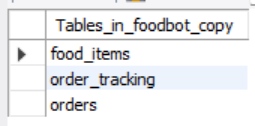 Tables_in_foodbot_copy
food_items
order_tracking
orders